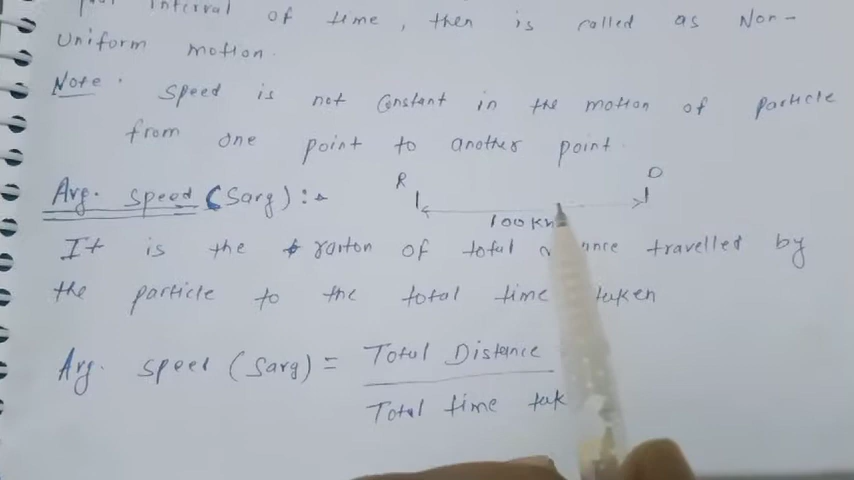 interval of time, then is called as Non-
Uniform motion.
Note. Speed is not Constant in the motion of particle
from one point to another point.
R D
Avg. speed (Savg) :-
100 Km
It is the raiton of total travelled by
the particle to the total time taken
Avg. speed (Savg) = Total Distance
Total time tak